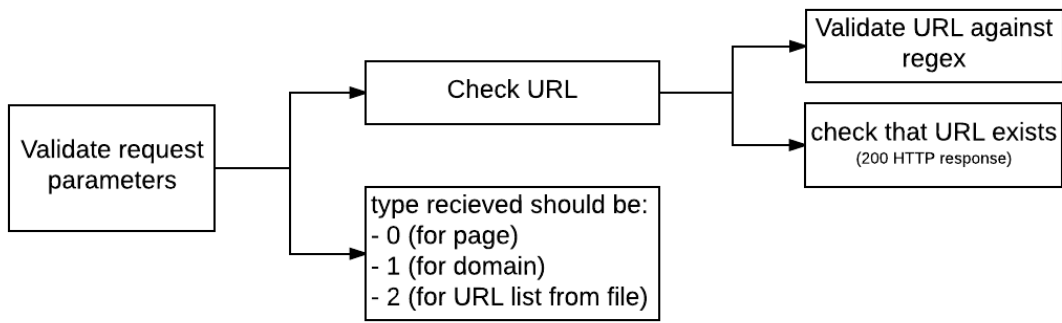 Validate request
parameters
Check URL
type recieved should be:
- 0 (for page)
- 1 (for domain)
- 2 (for URL list from file)
Validate URL against
regex
check that URL exists
(200 HTTP response)